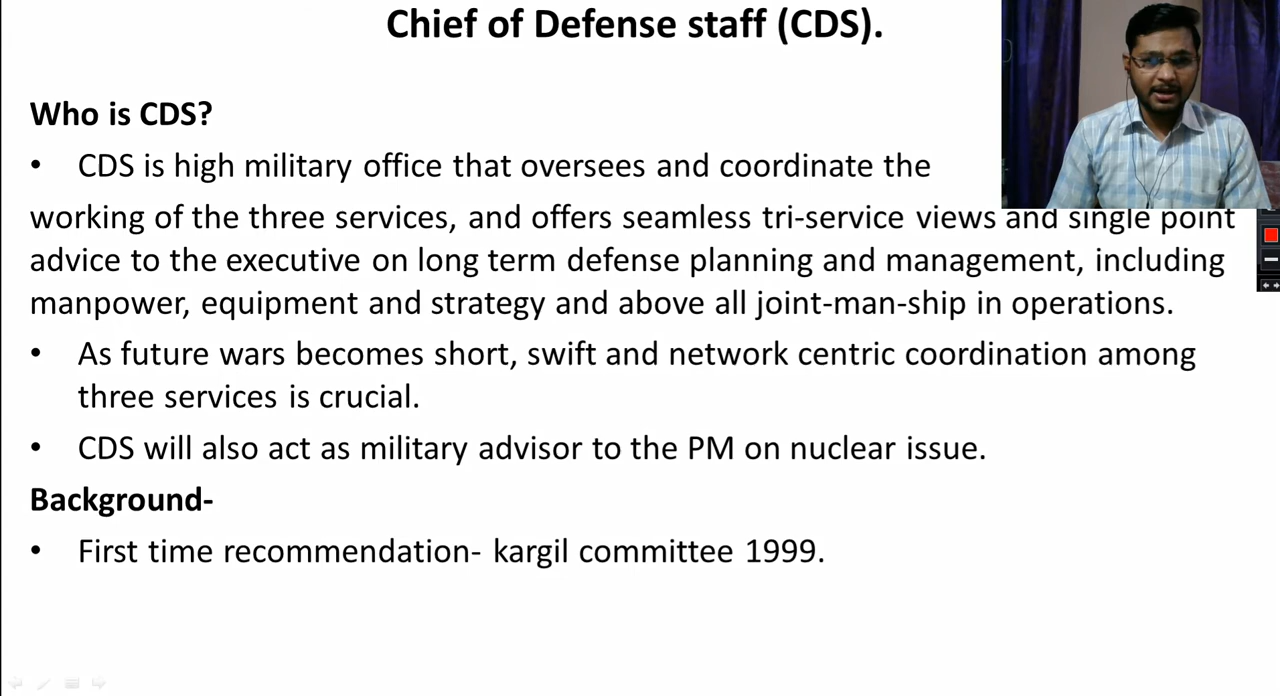 Chief of Defense staff (CDS).
Who is CDS?
• CDS is high military office that oversees and coordinate the
working of the three services, and offers seamless tri-service views and single point
advice to the executive on long term defense planning and management, including
manpower, equipment and strategy and above all joint-man-ship in operations.
• As future wars becomes short, swift and network centric coordination among
three services is crucial.
• CDS will also act as military advisor to the PM on nuclear issue.
Background-
• First time recommendation- kargil committee 1999.